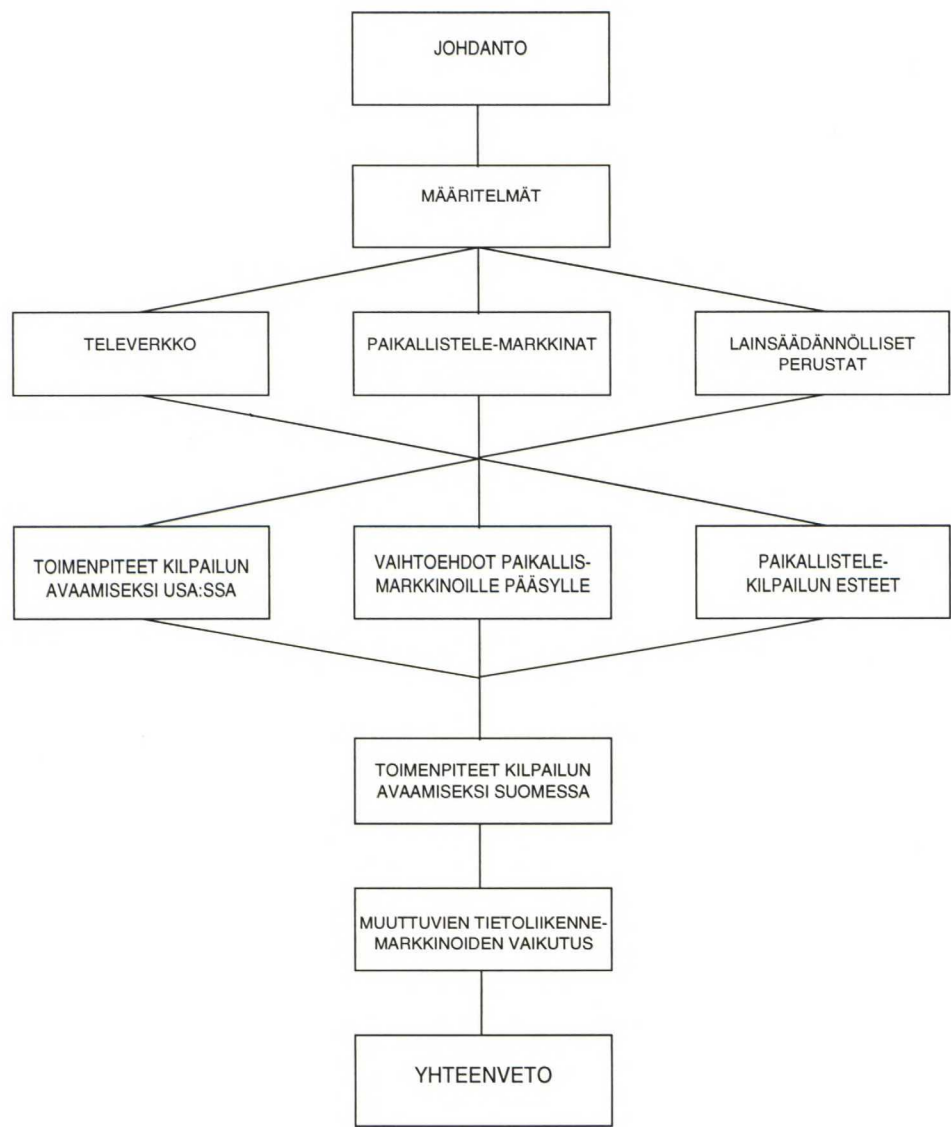 JOHDANTO
MÄÄRITELMÄT
TELEVERKKO
PAIKALLISTELE-MARKKINAT
LAINSÄÄDÄNNÖLLISET
PERUSTAT
TOIMENPITEET KILPAILUN
AVAAMISEKSI USA:SSA
VAIHTOEHDOT PAIKALLIS-
MARKKINOILLE PÄÄSYLLE
PAIKALLISTELE-
KILPAILUN ESTEET
TOIMENPITEET KILPAILUN
AVAAMISEKSI SUOMESSA
MUUTTUVIEN TIETOLIIKENNE-
MARKKINOIDEN VAIKUTUS
YHTEENVETO